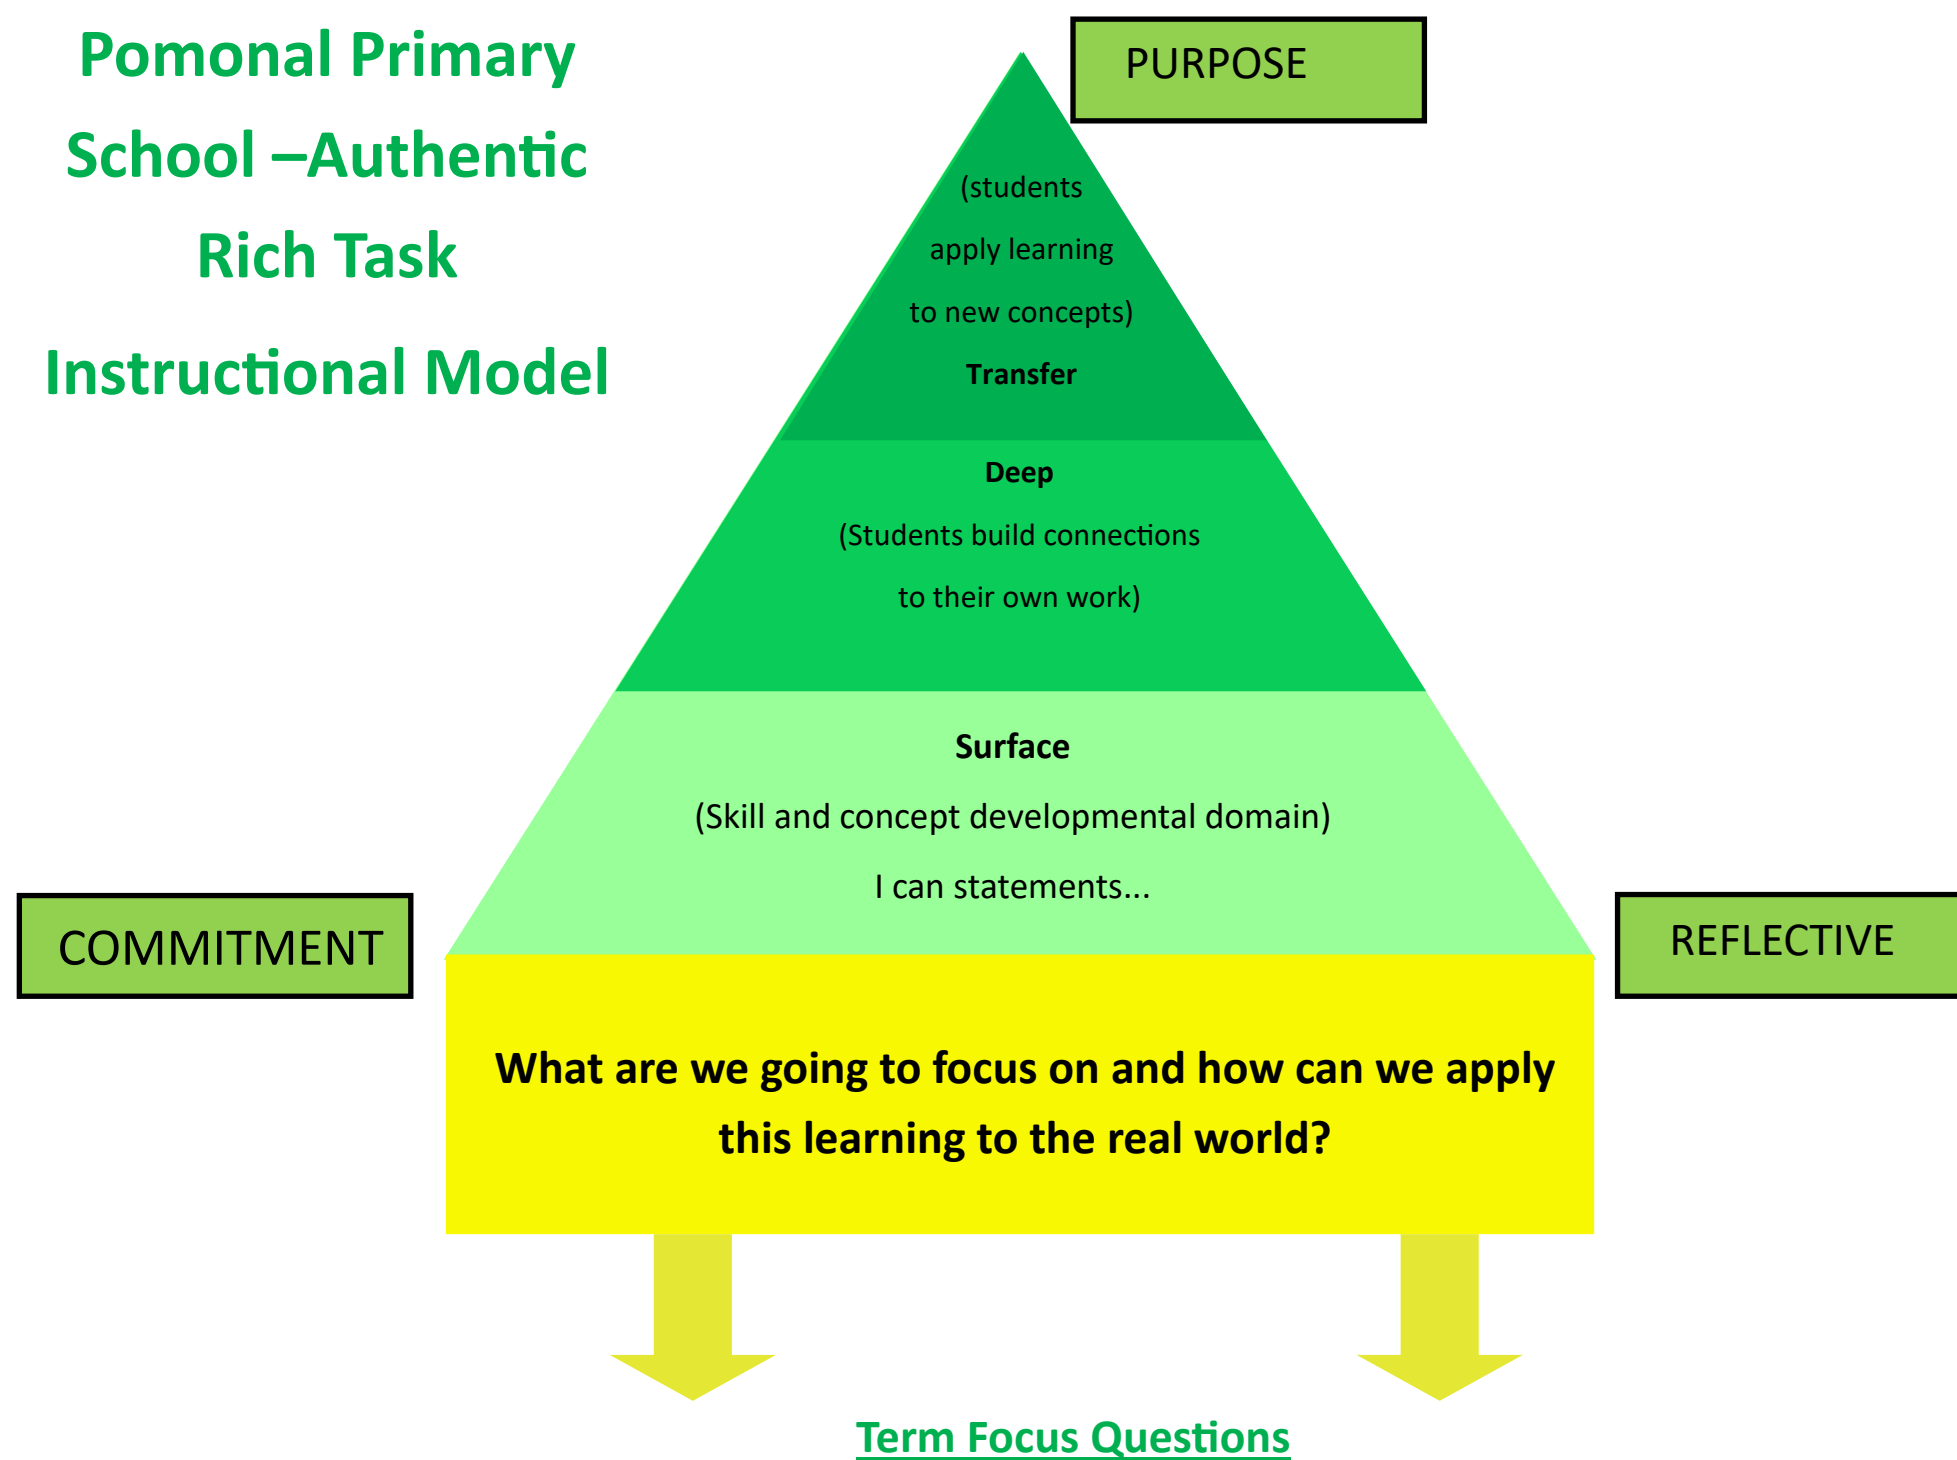 Pomonal Primary
School –Authentic
Rich Task
Instructional Model
PURPOSE
(students
apply learning
to new concepts)
Transfer
Deep
(Students build connections
to their own work)
Surface
(Skill and concept developmental domain)
I can statements...
COMMITMENT
REFLECTIVE
What are we going to focus on and how can we apply
this learning to the real world?
Term Focus Questions